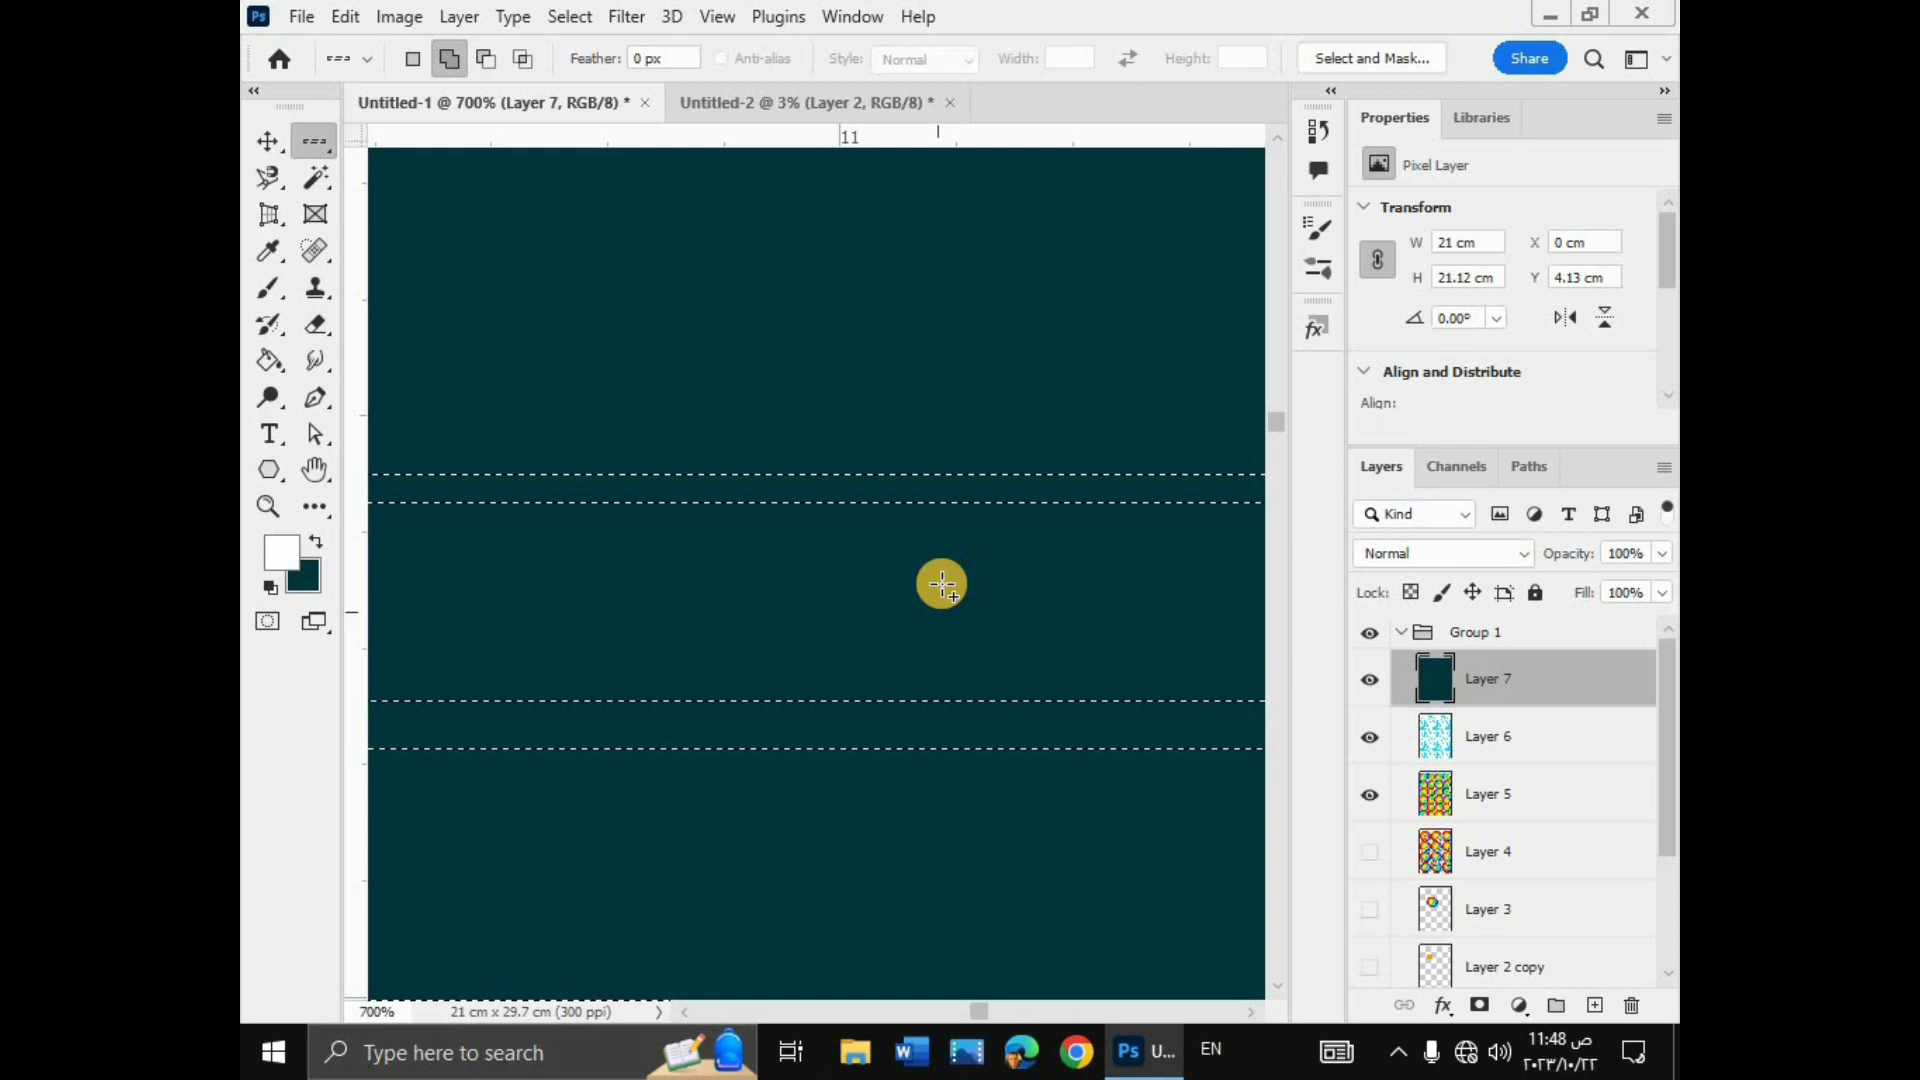 Ps File Edit Image Layer Type Select Filter 3D View Plugins Window Help
Feather: 0 px Anti-alias Style: Normal Width: Height: Select and Mask... Share
Untitled-1 @ 700% (Layer 7, RGB/8) * × Untitled-2 @ 3% (Layer 2, RGB/8) * ×
11
Properties Libraries
Pixel Layer
Transform
W 21 cm X 0 cm
H 21.12 cm Y 4.13 cm
0.00°
Align and Distribute
Align:
Layers Channels Paths
Kind
Normal Opacity: 100%
Lock: Fill: 100%
Group 1
Layer 7
Layer 6
Layer 5
Layer 4
Layer 3
Layer 2 copy
fx
700% 21 cm x 29.7 cm (300 ppi)
Type here to search
Ps U...
EN
11:48 ص
٢٠٢٣/١٠/٢٢